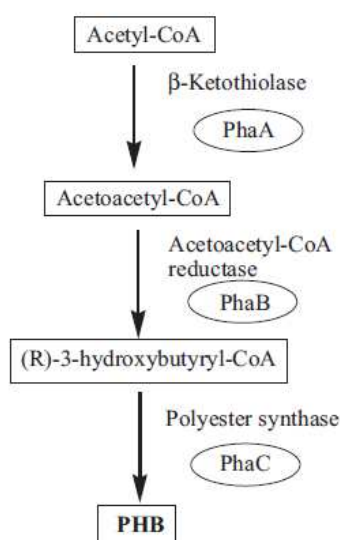 Acetyl-CoA
β-Ketothiolase
PhaA
Acetoacetyl-CoA
Acetoacetyl-CoA
reductase
PhaB
(R)-3-hydroxybutyryl-CoA
Polyester synthase
PhaC
PHB